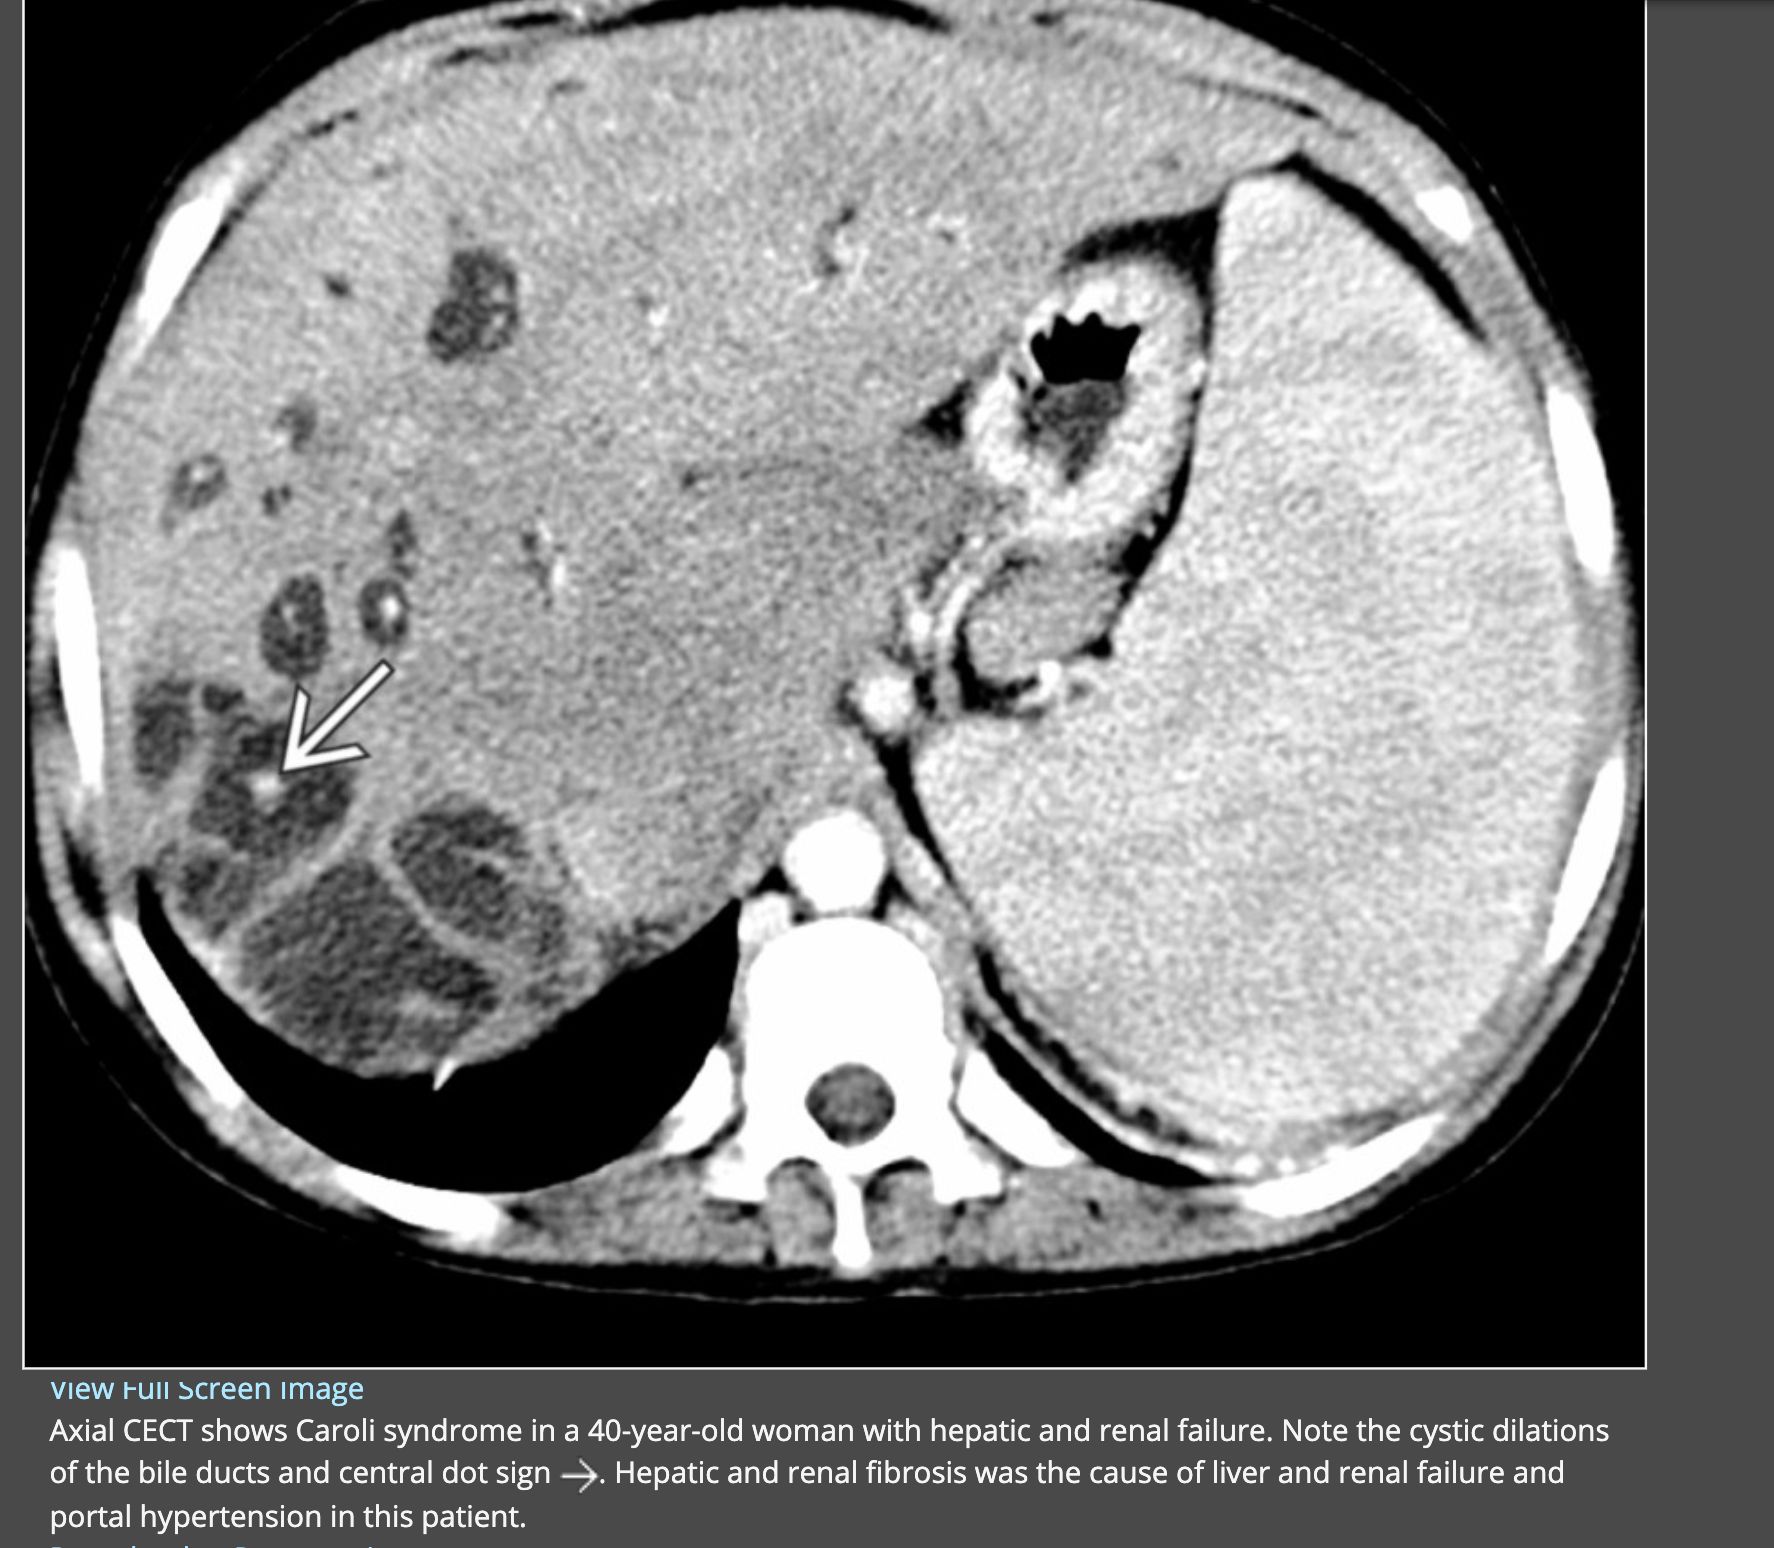 View Full Screen Image
Axial CECT shows Caroli syndrome in a 40-year-old woman with hepatic and renal failure. Note the cystic dilations
of the bile ducts and central dot sign →. Hepatic and renal fibrosis was the cause of liver and renal failure and
portal hypertension in this patient.